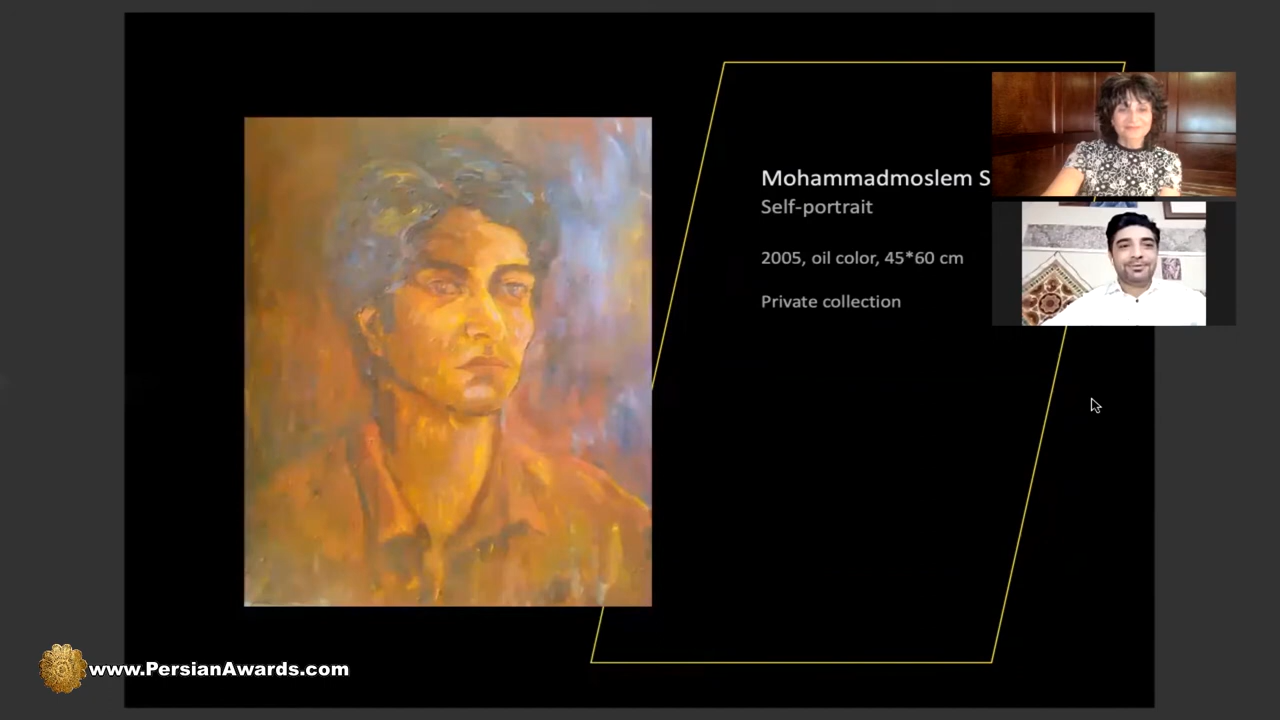 Mohammadmoslem S
Self-portrait
2005, oil color, 45*60 cm
Private collection
www.PersianAwards.com